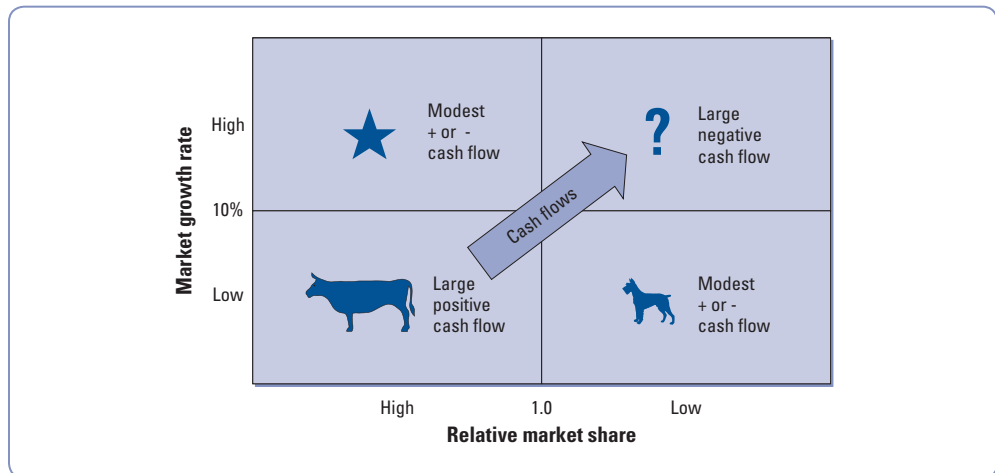 Market growth rate
High
10%
Low
Modest
+ or -
cash flow
?
Large
negative
cash flow
Cash flows
Large
positive
cash flow
Modest
+ or -
cash flow
High
1.0
Low
Relative market share